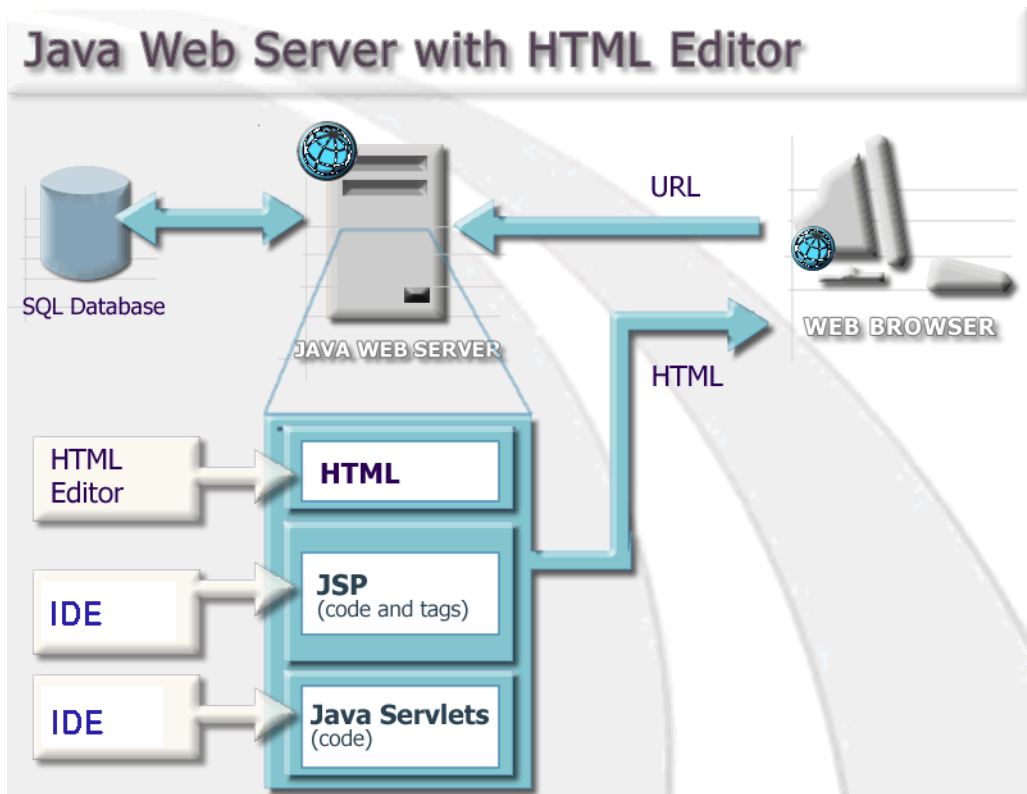 Java Web Server with HTML Editor
URL
SQL Database
JAVA WEB SERVER
WEB BROWSER
HTML
HTML
Editor
HTML
IDE
JSP
(code and tags)
IDE
Java Servlets
(code)